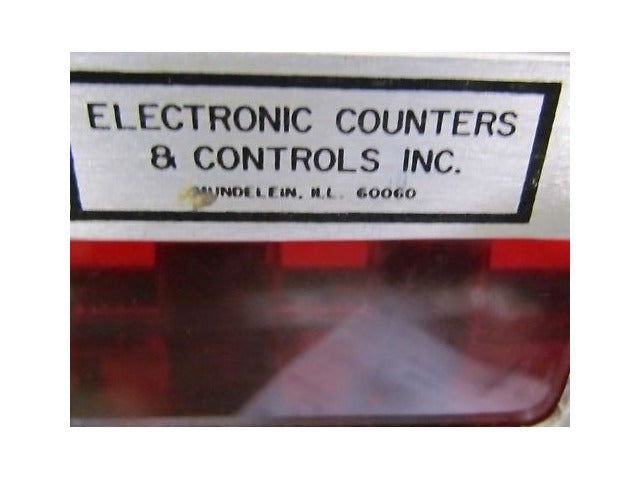 ELECTRONIC COUNTERS
& CONTROLS INC.
MUNDELEIN, ILL. 60060